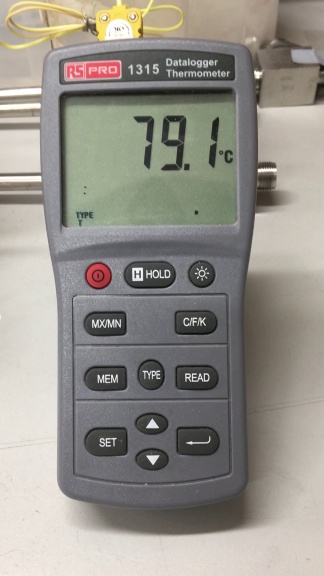 RS PRO 1315 Datalogger
Thermometer
79.1 °C
:
TYPE
T
H HOLD
MX/MN C/F/K
MEM TYPE READ
SET